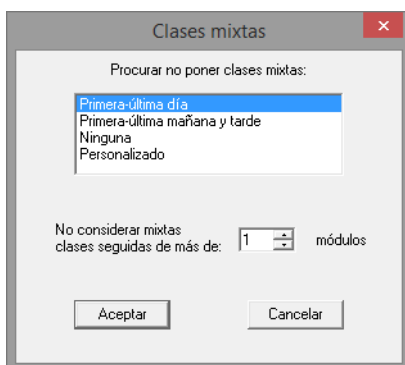 Clases mixtas
Procurar no poner clases mixtas:
Primera-última día
Primera-última mañana y tarde
Ninguna
Personalizado
No considerar mixtas
clases seguidas de más de: 1 módulos
Aceptar Cancelar